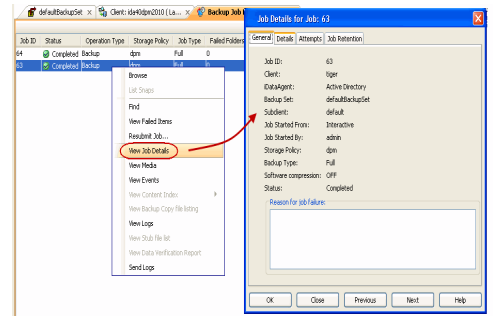 defaultBackupSet × Client: ida40dpm2010 ( La... × Backup Job
Job ID Status Operation Type Storage Policy Job Type Failed Folders
64 Completed Backup dpm Full 0
63 Completed Backup dpm Full 0
Browse
List Snaps
Find
View Failed Items
Resubmit Job...
View Job Details
View Media
View Events
View Content Index
View Backup Copy file listing
View Logs
View Stub file list
View Data Verification Report
Send Logs
Job Details for Job: 63
General Details Attempts Job Retention
Job ID: 63
Client: tiger
iDataAgent: Active Directory
Backup Set: defaultBackupSet
Subclient: default
Job Started From: Interactive
Job Started By: admin
Storage Policy: dpm
Backup Type: Full
Software compression: OFF
Status: Completed
Reason for job failure:
OK Close Previous Next Help